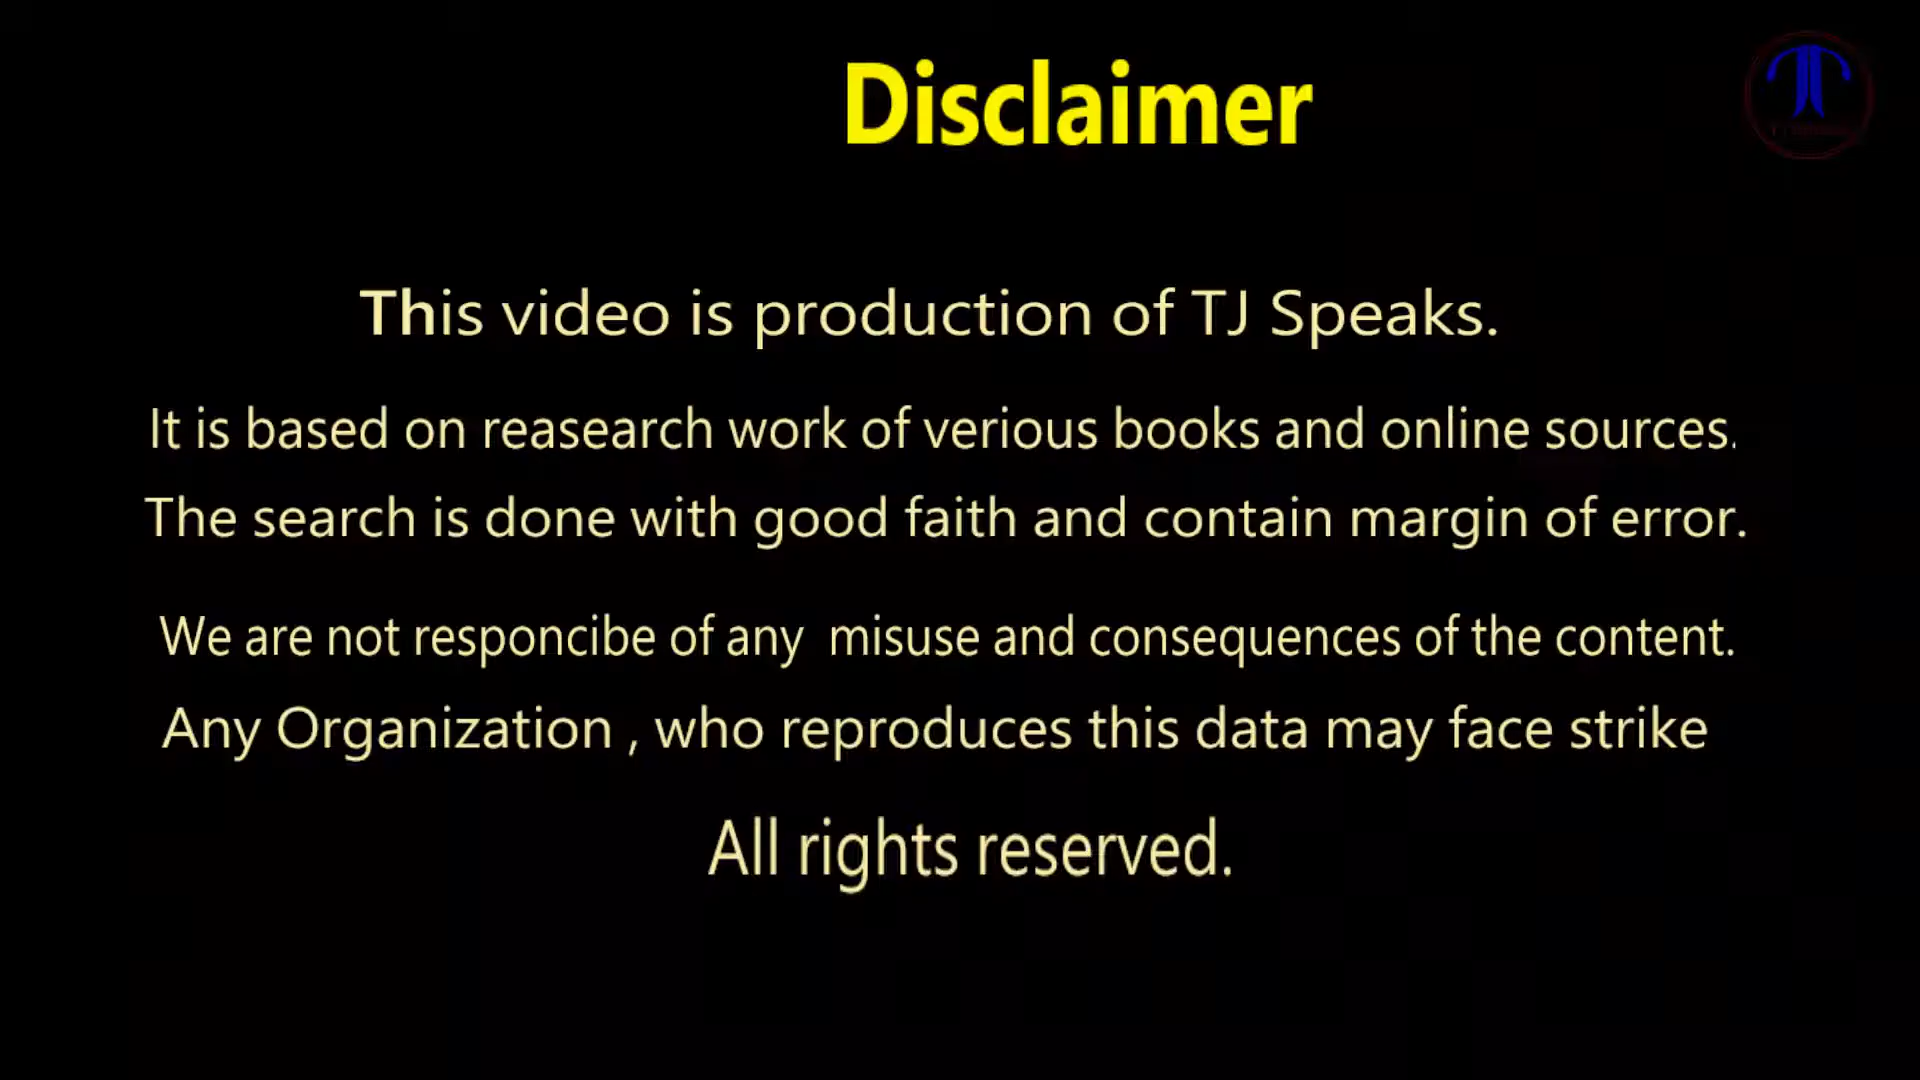 Disclaimer
This video is production of TJ Speaks.
It is based on reasearch work of verious books and online sources.
The search is done with good faith and contain margin of error.
We are not responcibe of any misuse and consequences of the content.
Any Organization , who reproduces this data may face strike
All rights reserved.